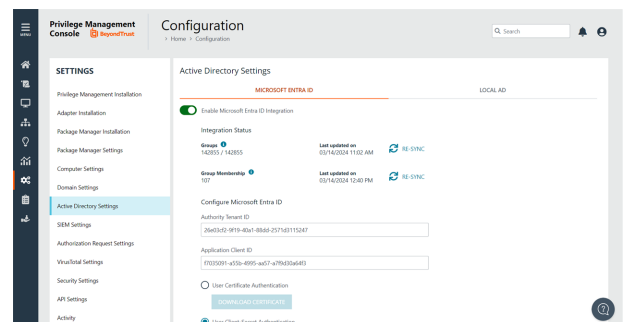 MENU
Privilege Management
Console BeyondTrust
Configuration
> Home > Configuration
Search
SETTINGS
Privilege Management Installation
Adapter Installation
Package Manager Installation
Package Manager Settings
Computer Settings
Domain Settings
Active Directory Settings
SIEM Settings
Authorization Request Settings
VirusTotal Settings
Security Settings
API Settings
Activity
Active Directory Settings
MICROSOFT ENTRA ID
LOCAL AD
Enable Microsoft Entra ID Integration
Integration Status
Groups
142855 / 142855
Last updated on
03/14/2024 11:02 AM
RE-SYNC
Group Membership
107
Last updated on
03/14/2024 12:40 PM
RE-SYNC
Configure Microsoft Entra ID
Authority Tenant ID
26e03cf2-9f19-40a1-88dd-2571d3115247
Application Client ID
f7035091-a55b-4995-aa57-a7f9d30a64f3
User Certificate Authentication
DOWNLOAD CERTIFICATE